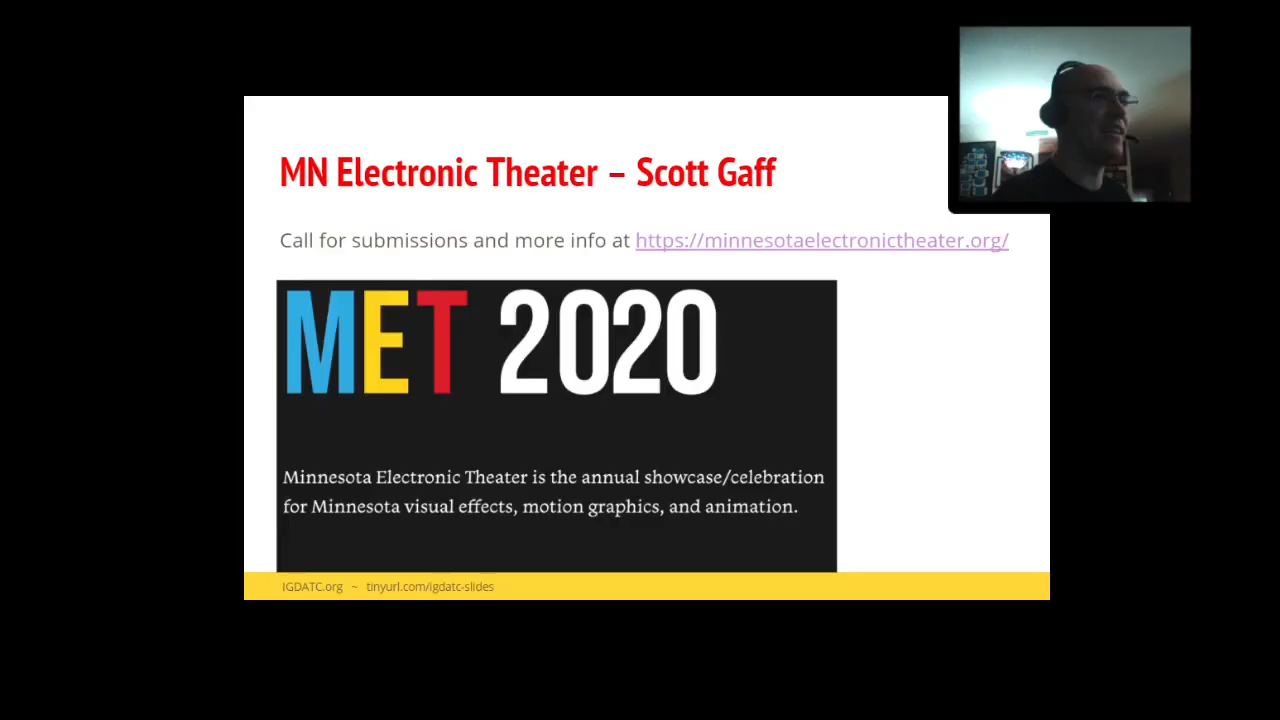 MN Electronic Theater – Scott Gaff
Call for submissions and more info at https://minnesotaelectronictheater.org/
MET 2020
Minnesota Electronic Theater is the annual showcase/celebration
for Minnesota visual effects, motion graphics, and animation.
IGDATC.org ~ tinyurl.com/igdatc-slides